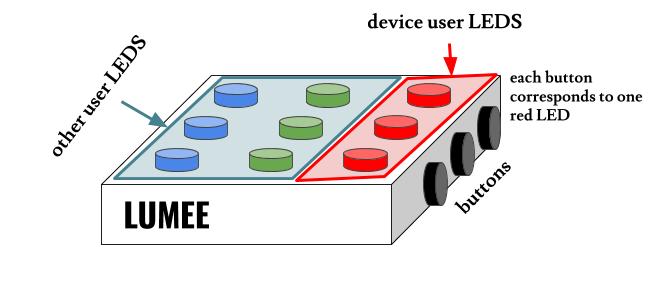 device user LEDS
other user LEDS
each button
corresponds to one
red LED
buttons
LUMEE